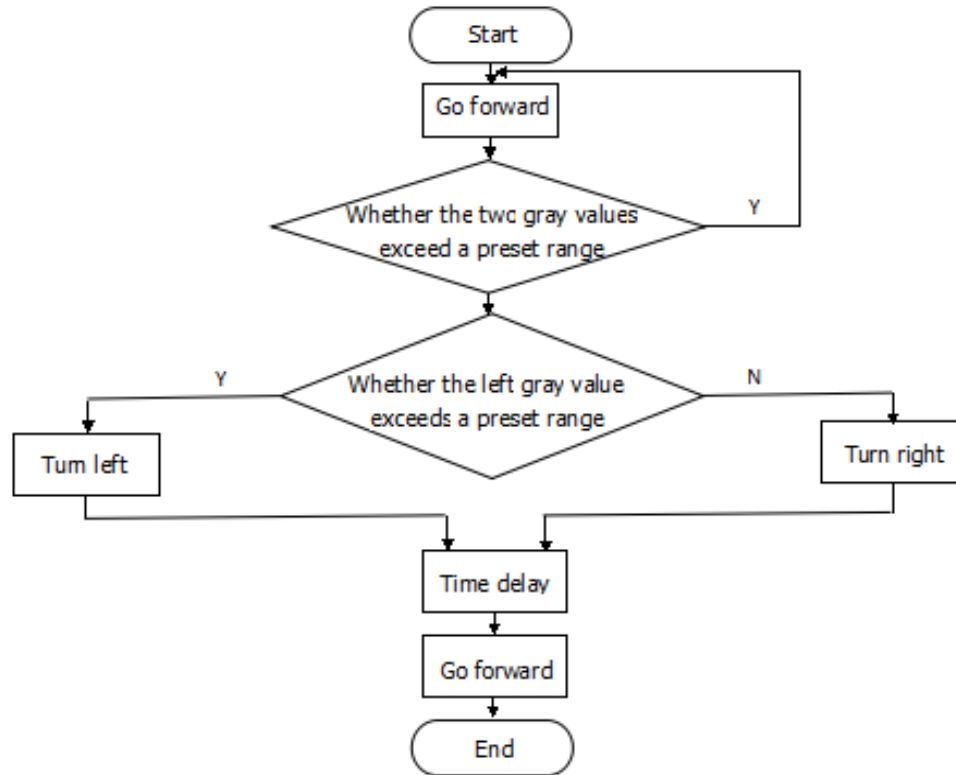 Start
Go forward
Whether the two gray values
exceed a preset range
Y
Whether the left gray value
exceeds a preset range
Y
N
Tum left
Turn right
Time delay
Go forward
End